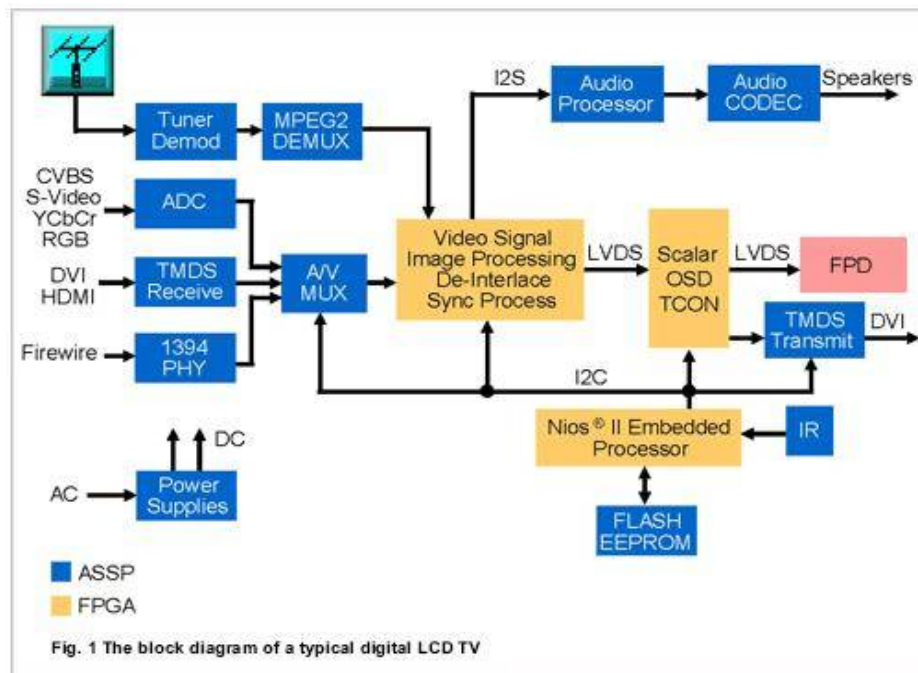 I2S
Audio
Processor
Audio
CODEC
Speakers
Tuner
Demod
MPEG2
DEMUX
CVBS
S-Video
YCbCr
RGB
ADC
DVI
HDMI
TMDS
Receive
A/V
MUX
Video Signal
Image Processing
De-Interlace
Sync Process
LVDS
Scalar
OSD
TCON
LVDS
FPD
TMDS
Transmit
DVI
Firewire
1394
PHY
I2C
Nios® II Embedded
Processor
IR
DC
AC
Power
Supplies
FLASH
EEPROM
ASSP
FPGA
Fig. 1 The block diagram of a typical digital LCD TV